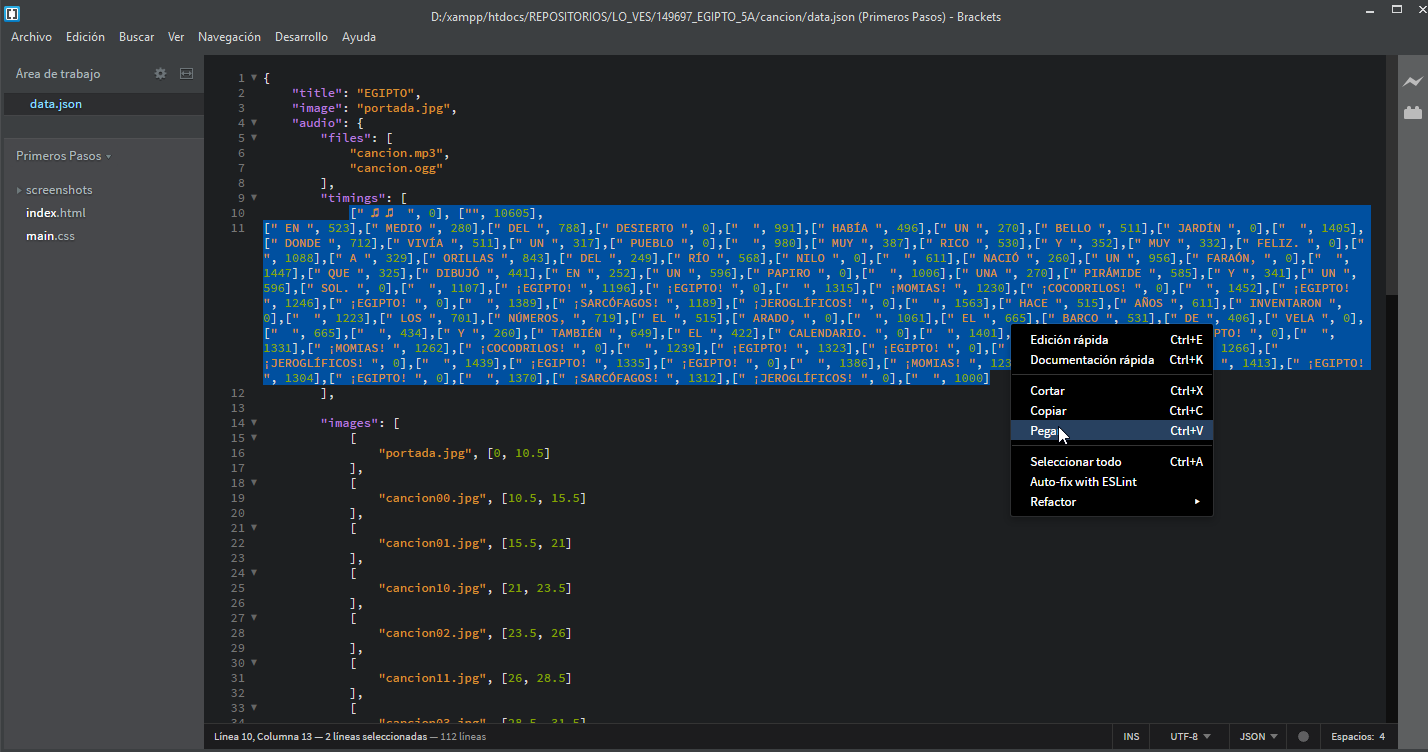 D:/xampp/htdocs/REPOSITORIOS/LO_VES/149697_EGIPTO_5A/cancion/data.json (Primeros Pasos) - Brackets
Archivo Edición Buscar Ver Navegación Desarrollo Ayuda
Área de trabajo
data.json
Primeros Pasos
screenshots
index.html
main.css
1 {
2 "title": "EGIPTO",
3 "image": "portada.jpg",
4 "audio": {
5 "files": [
6 "cancion.mp3",
7 "cancion.ogg"
8 ],
9 "timings": [
10 [" ♫ ♫ ", 0], ["", 10605],
11 [" EN ", 523],[" MEDIO ", 280],[" DEL ", 788],[" DESIERTO ", 0],["  ", 991],[" HABÍA ", 496],[" UN ", 270],[" BELLO ", 511],[" JARDÍN ", 0],["  ", 1405],
[" DONDE ", 712],[" VIVÍA ", 511],[" UN ", 317],[" PUEBLO ", 0],["  ", 980],[" MUY ", 387],[" RICO ", 530],[" Y ", 352],[" MUY ", 332],[" FELIZ. ", 0],["
", 1088],[" A ", 329],[" ORILLAS ", 843],[" DEL ", 249],[" RÍO ", 568],[" NILO ", 0],["  ", 611],[" NACIÓ ", 260],[" UN ", 956],[" FARAÓN, ", 0],["  ",
1447],[" QUE ", 325],[" DIBUJÓ ", 441],[" EN ", 252],[" UN ", 596],[" PAPIRO ", 0],["  ", 1006],[" UNA ", 270],[" PIRÁMIDE ", 585],[" Y ", 341],[" UN ",
596],[" SOL. ", 0],["  ", 1107],[" ¡EGIPTO! ", 1196],[" ¡EGIPTO! ", 0],["  ", 1315],[" ¡MOMIAS! ", 1230],[" ¡COCODRILOS! ", 0],["  ", 1452],[" ¡EGIPTO!
", 1246],[" ¡EGIPTO! ", 0],["  ", 1389],[" ¡SARCÓFAGOS! ", 1189],[" ¡JEROGLÍFICOS! ", 0],["  ", 1563],[" HACE ", 515],[" AÑOS ", 611],[" INVENTARON ",
0],["  ", 1223],[" LOS ", 701],[" NÚMEROS, ", 719],[" EL ", 515],[" ARADO, ", 0],["  ", 1061],[" EL ", 665],[" BARCO ", 531],[" DE ", 406],[" VELA ", 0],
["  ", 665],["  ", 434],[" Y ", 260],[" TAMBIÉN ", 649],[" EL ", 422],[" CALENDARIO. ", 0],["  ", 1401], PTO! ", 0],["  ",
1331],[" ¡MOMIAS! ", 1262],[" ¡COCODRILOS! ", 0],["  ", 1239],[" ¡EGIPTO! ", 1323],[" ¡EGIPTO! ", 0],[" 1266],["
¡JEROGLÍFICOS! ", 0],["  ", 1439],[" ¡EGIPTO! ", 1335],[" ¡EGIPTO! ", 0],["  ", 1386],[" ¡MOMIAS! ", 123 ", 1413],[" ¡EGIPTO!
", 1304],[" ¡EGIPTO! ", 0],["  ", 1370],[" ¡SARCÓFAGOS! ", 1312],[" ¡JEROGLÍFICOS! ", 0],["  ", 1000]
12 ],
13
14 "images": [
15 [
16 "portada.jpg", [0, 10.5]
17 ],
18 [
19 "cancion00.jpg", [10.5, 15.5]
20 ],
21 [
22 "cancion01.jpg", [15.5, 21]
23 ],
24 [
25 "cancion10.jpg", [21, 23.5]
26 ],
27 [
28 "cancion02.jpg", [23.5, 26]
29 ],
30 [
31 "cancion11.jpg", [26, 28.5]
32 ],
33 [
34 "cancion03.jpg", [28.5, 31.5]
Edición rápida Ctrl+E
Documentación rápida Ctrl+K
Cortar Ctrl+X
Copiar Ctrl+C
Pega Ctrl+V
Seleccionar todo Ctrl+A
Auto-fix with ESLint
Refactor
Línea 10, Columna 13 — 2 líneas seleccionadas — 112 líneas
INS UTF-8 JSON Espacios: 4